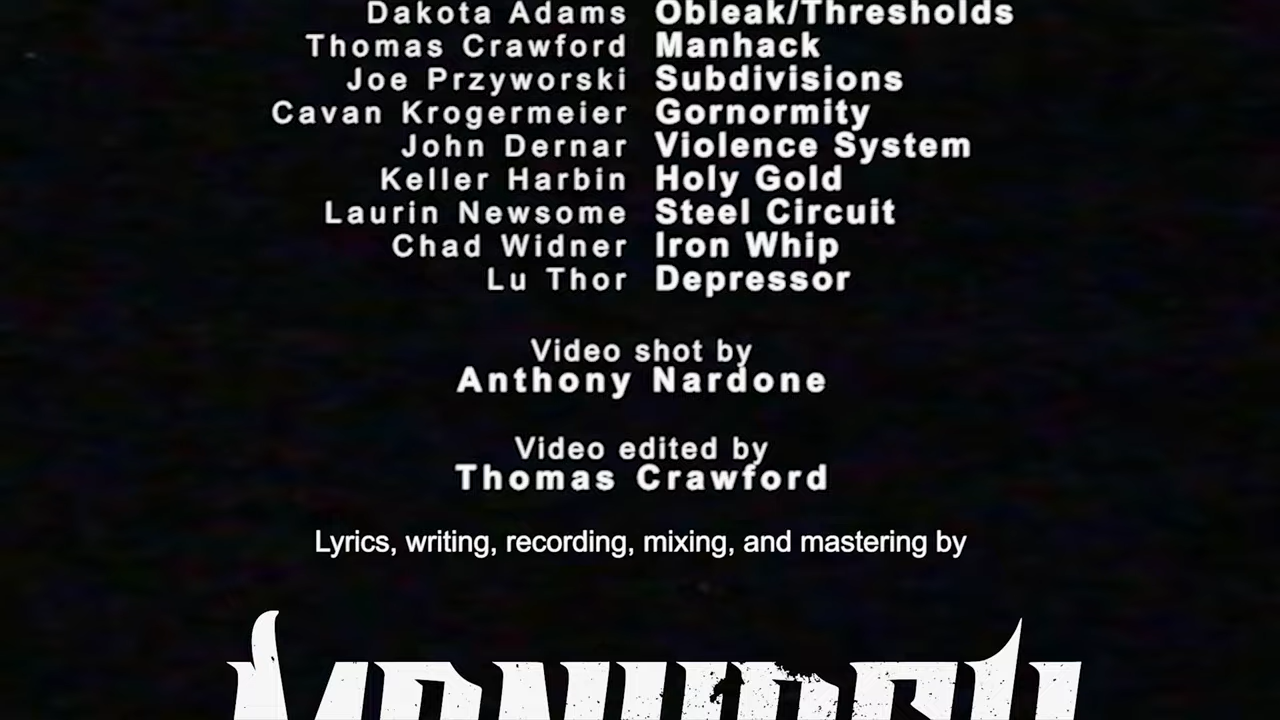 Dakota Adams Obleak/Thresholds
Thomas Crawford Manhack
Joe Przyworski Subdivisions
Cavan Krogermeier Gornormity
John Dernar Violence System
Keller Harbin Holy Gold
Laurin Newsome Steel Circuit
Chad Widner Iron Whip
Lu Thor Depressor
Video shot by
Anthony Nardone
Video edited by
Thomas Crawford
Lyrics, writing, recording, mixing, and mastering by